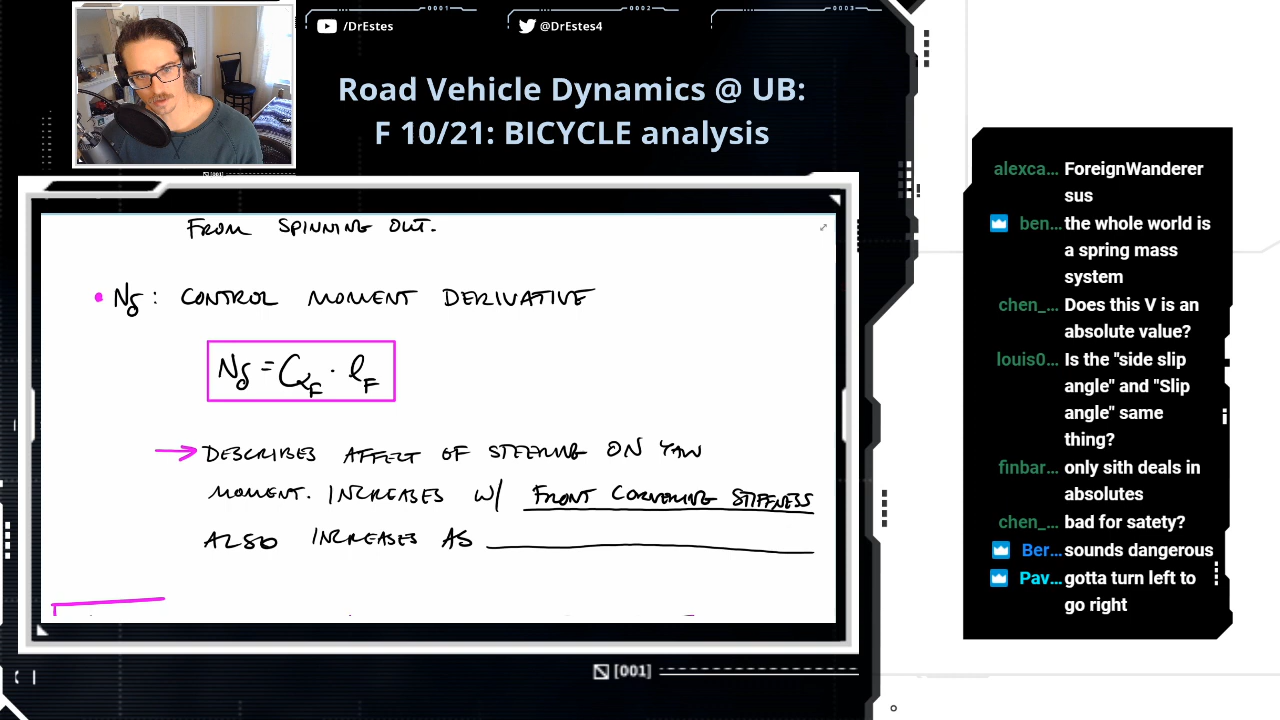 0001
0002
0003
/DrEstes
@DrEstes4
Road Vehicle Dynamics @ UB:
F 10/21: BICYCLE analysis
[001]
FROM SPINNING OUT.
• Nδ: CONTROL MOMENT DERIVATIVE
Nδ = CαF · lF
→ DESCRIBES AFFECT OF STEERING ON YAW
MOMENT. INCREASES W/ FRONT CORNERING STIFFNESS
ALSO INCREASES AS
[001]
alexca... ForeignWanderer
sus
ben... the whole world is
a spring mass
system
chen_... Does this V is an
absolute value?
louis0... Is the "side slip
angle" and "Slip
angle" same
thing?
finbar... only sith deals in
absolutes
chen_... bad for satety?
Ber... sounds dangerous
Pav... gotta turn left to
go right